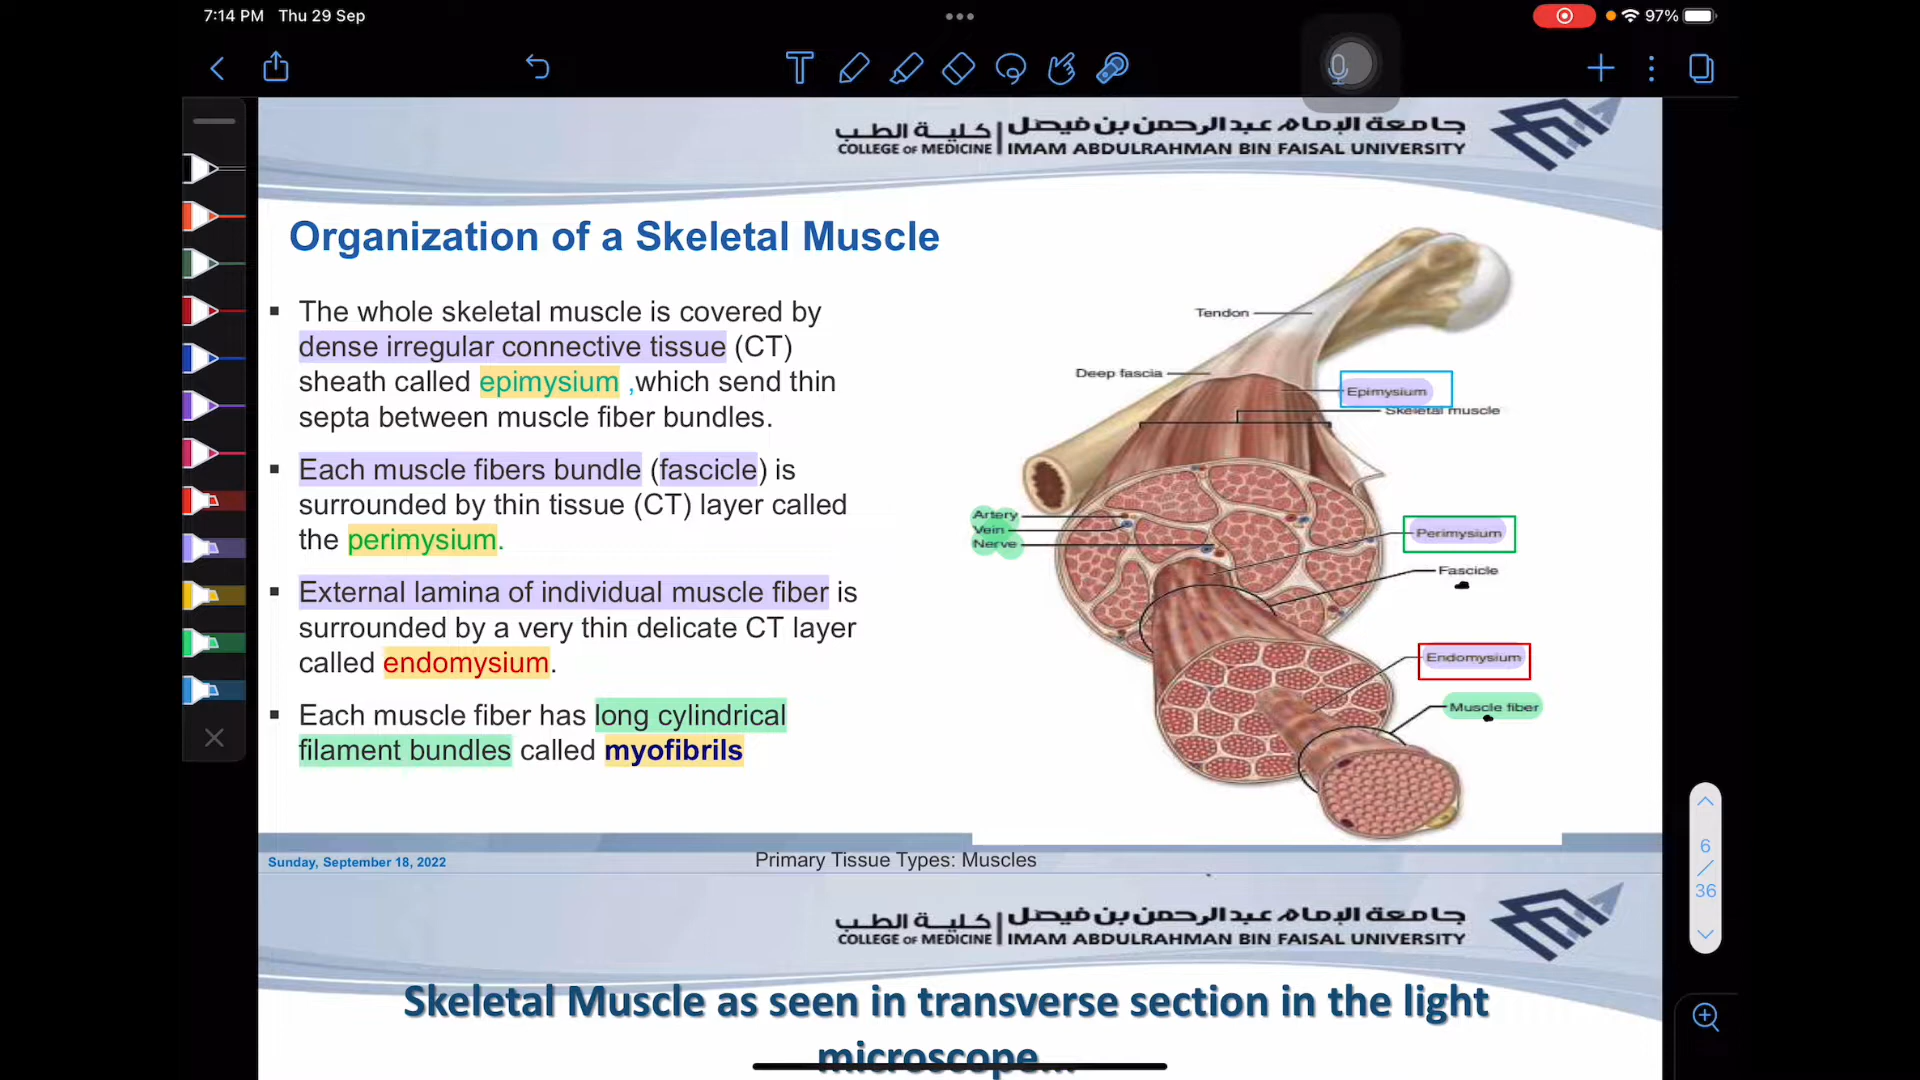 7:14 PM Thu 29 Sep
97%
كلية الطب | جامعة الإمام عبدالرحمن بن فيصل
COLLEGE OF MEDICINE | IMAM ABDULRAHMAN BIN FAISAL UNIVERSITY
Organization of a Skeletal Muscle
▪ The whole skeletal muscle is covered by
dense irregular connective tissue (CT)
sheath called epimysium ,which send thin
septa between muscle fiber bundles.
▪ Each muscle fibers bundle (fascicle) is
surrounded by thin tissue (CT) layer called
the perimysium.
▪ External lamina of individual muscle fiber is
surrounded by a very thin delicate CT layer
called endomysium.
▪ Each muscle fiber has long cylindrical
filament bundles called myofibrils
Tendon
Deep fascia
Epimysium
Skeletal muscle
Artery
Vein
Nerve
Perimysium
Fascicle
Endomysium
Muscle fiber
Sunday, September 18, 2022
Primary Tissue Types: Muscles
6
/
36
كلية الطب | جامعة الإمام عبدالرحمن بن فيصل
COLLEGE OF MEDICINE | IMAM ABDULRAHMAN BIN FAISAL UNIVERSITY
Skeletal Muscle as seen in transverse section in the light
microscope...